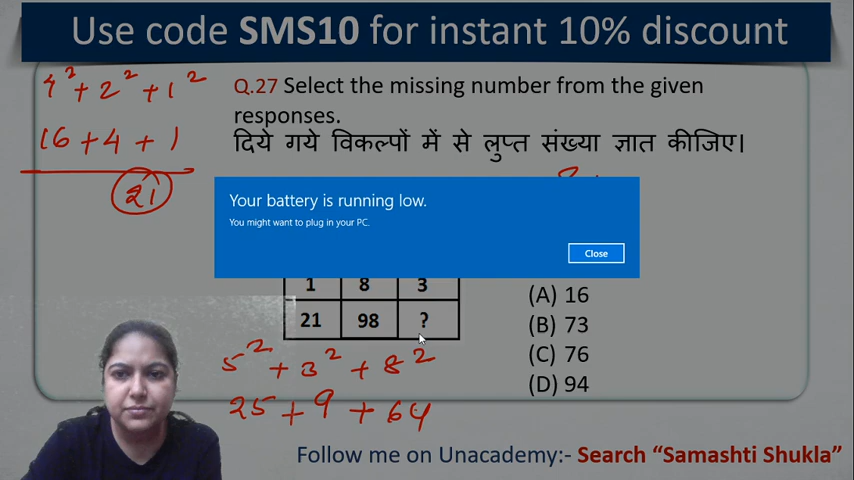 Use code SMS10 for instant 10% discount
4² + 2² + 1²
16 + 4 + 1
21
Q.27 Select the missing number from the given
responses.
दिये गये विकल्पों में से लुप्त संख्या ज्ञात कीजिए।
Your battery is running low.
You might want to plug in your PC.
Close
1 8 3
21 98 ?
(A) 16
(B) 73
(C) 76
(D) 94
5² + 3² + 8²
25 + 9 + 64
Follow me on Unacademy:- Search “Samashti Shukla”